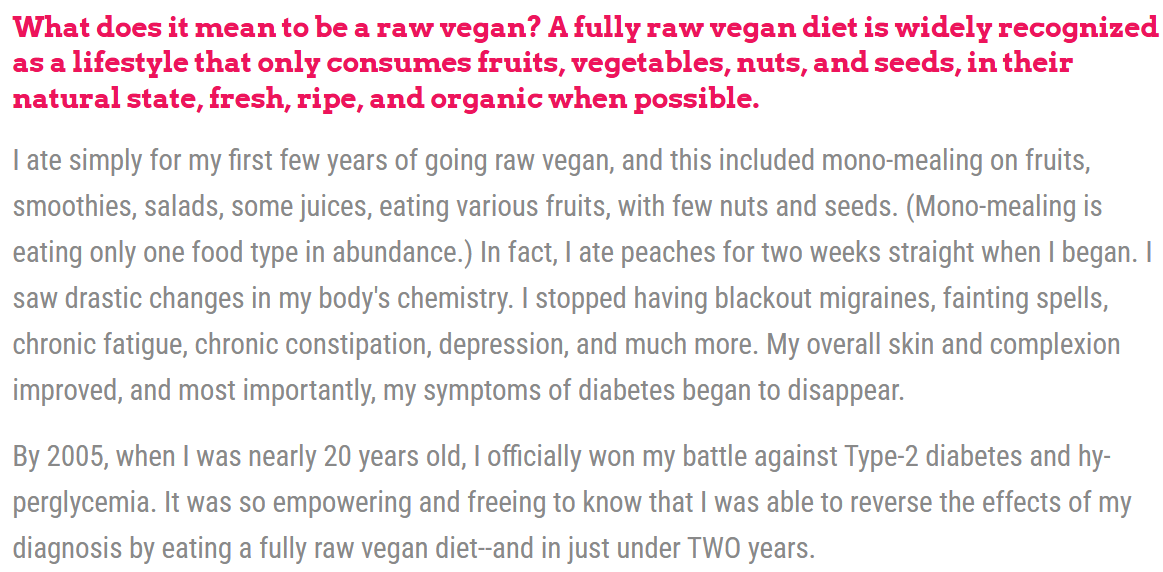 What does it mean to be a raw vegan? A fully raw vegan diet is widely recognized
as a lifestyle that only consumes fruits, vegetables, nuts, and seeds, in their
natural state, fresh, ripe, and organic when possible.
I ate simply for my first few years of going raw vegan, and this included mono-mealing on fruits,
smoothies, salads, some juices, eating various fruits, with few nuts and seeds. (Mono-mealing is
eating only one food type in abundance.) In fact, I ate peaches for two weeks straight when I began. I
saw drastic changes in my body's chemistry. I stopped having blackout migraines, fainting spells,
chronic fatigue, chronic constipation, depression, and much more. My overall skin and complexion
improved, and most importantly, my symptoms of diabetes began to disappear.
By 2005, when I was nearly 20 years old, I officially won my battle against Type-2 diabetes and hy-
perglycemia. It was so empowering and freeing to know that I was able to reverse the effects of my
diagnosis by eating a fully raw vegan diet--and in just under TWO years.